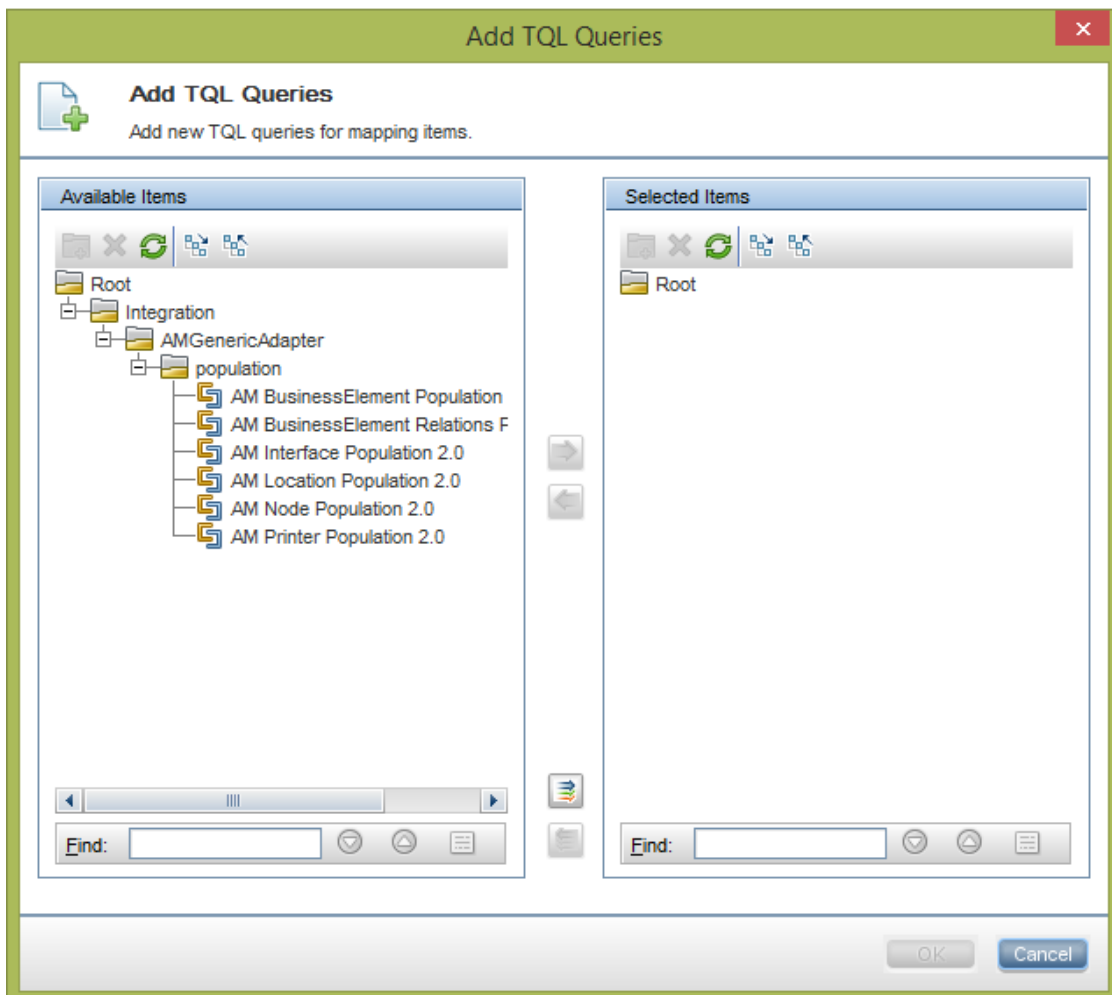 Add TQL Queries
Add TQL Queries
Add new TQL queries for mapping items.
Available Items
Root
Integration
AMGenericAdapter
population
AM BusinessElement Population
AM BusinessElement Relations P
AM Interface Population 2.0
AM Location Population 2.0
AM Node Population 2.0
AM Printer Population 2.0
Find:
Selected Items
Root
Find:
OK
Cancel